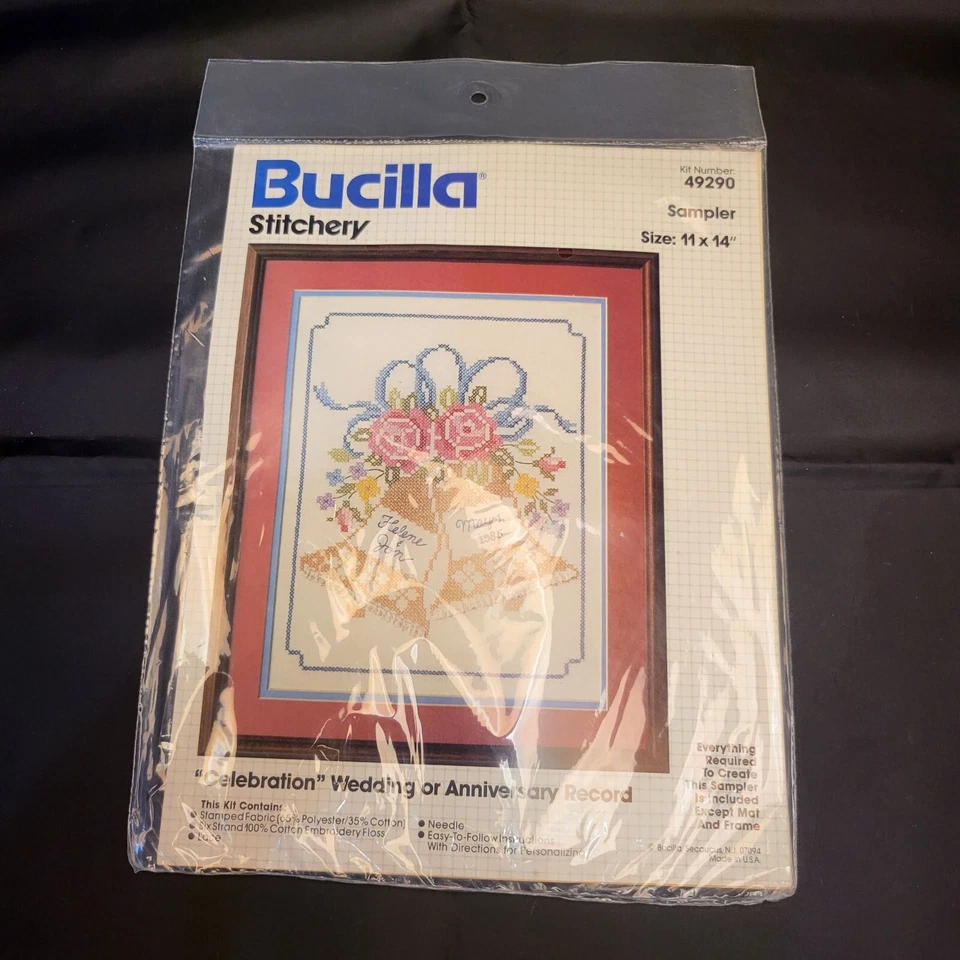 Bucilla®
Stitchery
Kit Number:
49290
Sampler
Size: 11 x 14"
Helene
&
Jon
May 1,
1985
"Celebration" Wedding or Anniversary Record
This Kit Contains:
● Stamped Fabric (65% Polyester/35% Cotton)
● Six Strand 100% Cotton Embroidery Floss
● Lace
● Needle
● Easy-To-Follow Instructions
With Directions for Personalizing
Everything
Required
To Create
This Sampler
Is Included
Except Mat
And Frame
© Bucilla, Secaucus, N.J. 07094
Made in U.S.A.